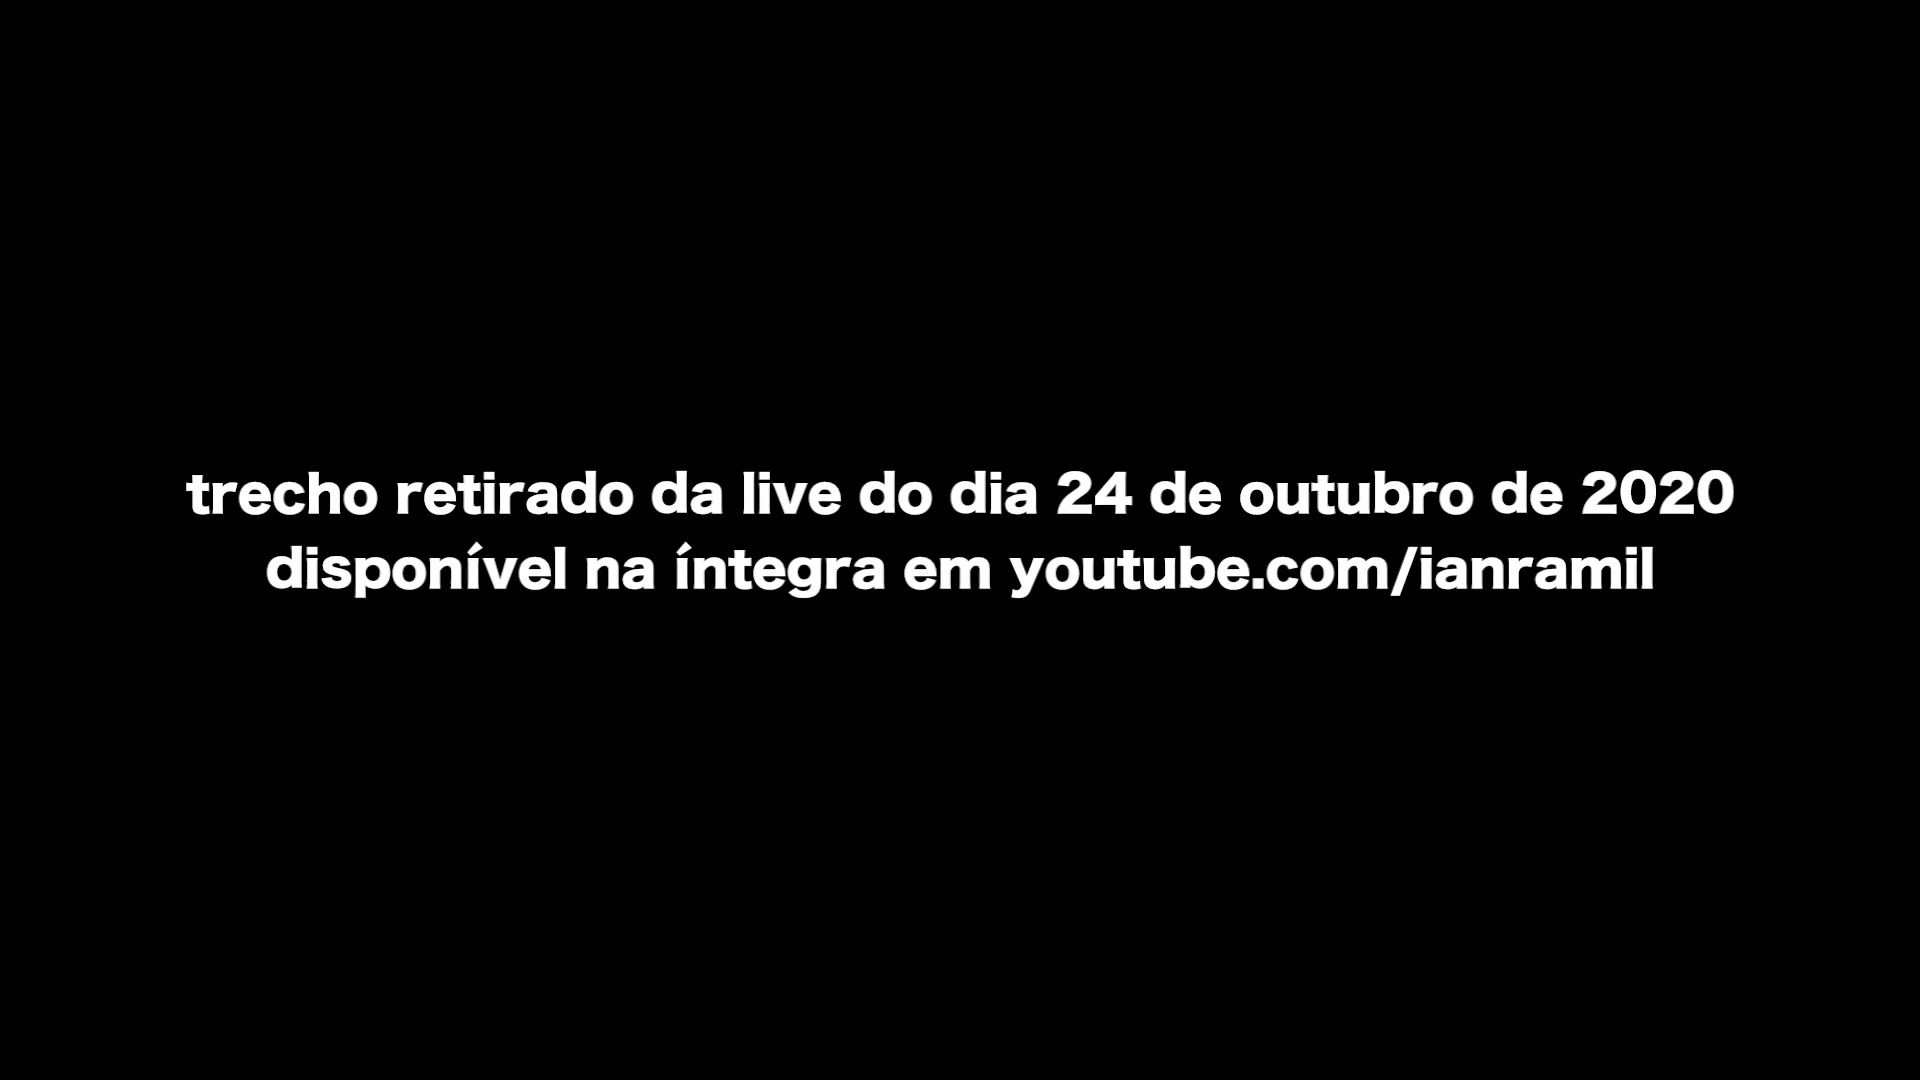 trecho retirado da live do dia 24 de outubro de 2020
disponível na íntegra em youtube.com/ianramil